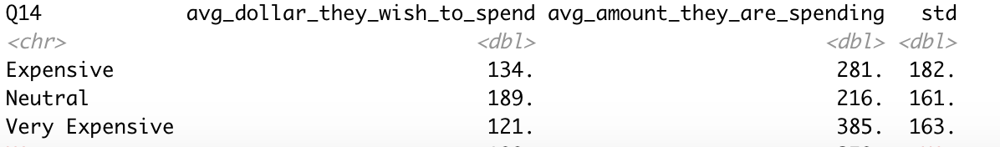 Q14 avg_dollar_they_wish_to_spend avg_amount_they_are_spending std
<chr> <dbl> <dbl> <dbl>
Expensive 134. 281. 182.
Neutral 189. 216. 161.
Very Expensive 121. 385. 163.